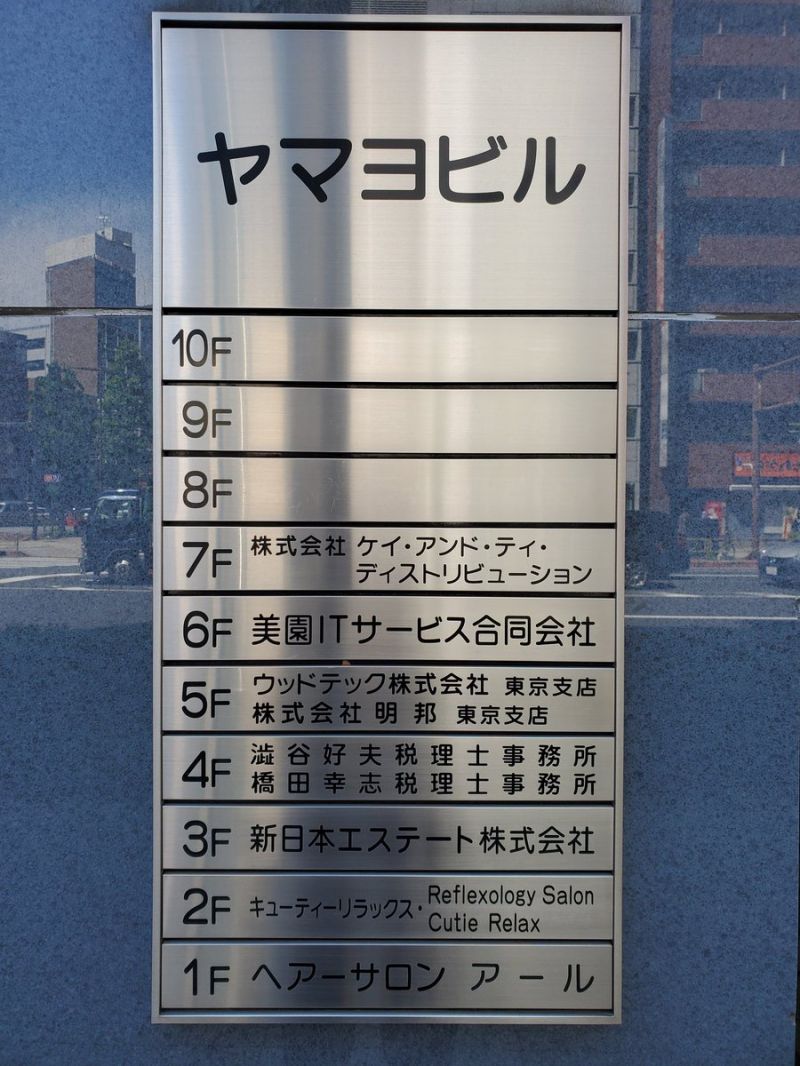 ヤマヨビル
10F
9F
8F
7F 株式会社 ケイ・アンド・ティ・
ディストリビューション
6F 美園ITサービス合同会社
5F ウッドテック株式会社 東京支店
株式会社 明邦 東京支店
4F 澁谷好夫税理士事務所
橋田幸志税理士事務所
3F 新日本エステート株式会社
2F キューティーリラックス・Reflexology Salon
Cutie Relax
1F ヘアーサロン アール